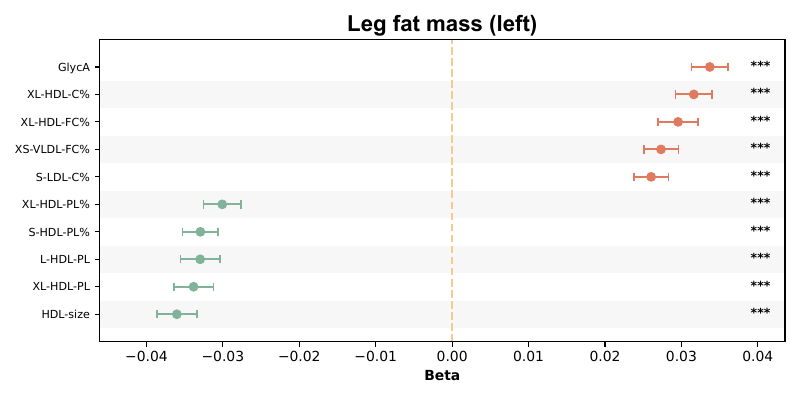 Leg fat mass (left)
GlycA ***
XL-HDL-C% ***
XL-HDL-FC% ***
XS-VLDL-FC% ***
S-LDL-C% ***
XL-HDL-PL% ***
S-HDL-PL% ***
L-HDL-PL ***
XL-HDL-PL ***
HDL-size ***
−0.04 −0.03 −0.02 −0.01 0.00 0.01 0.02 0.03 0.04
Beta